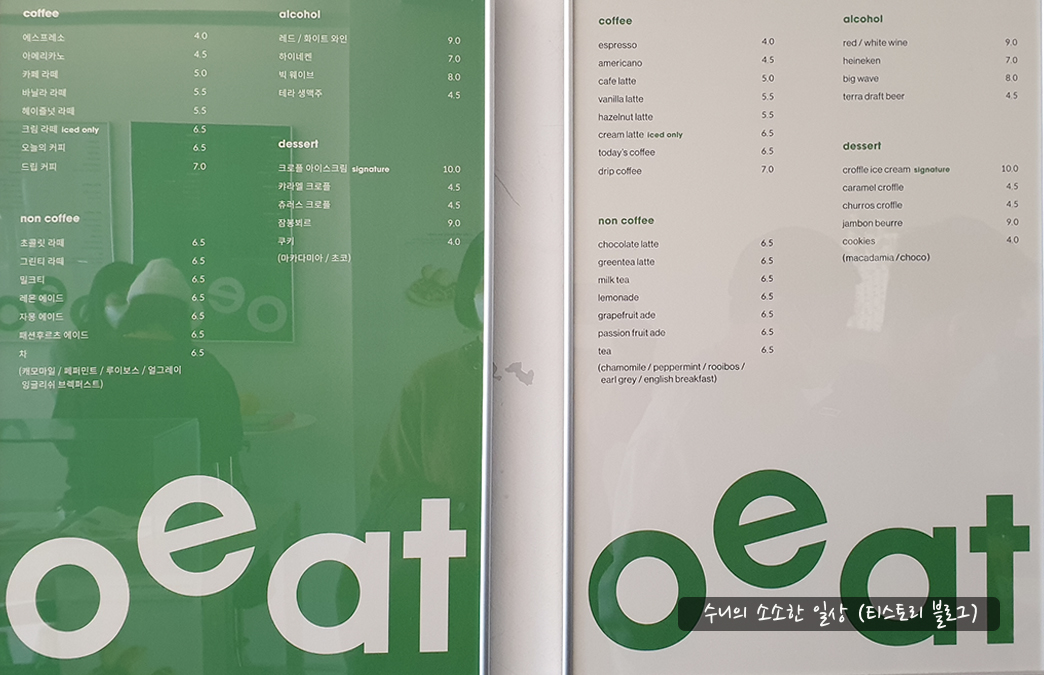 coffee
에스프레소 4.0
아메리카노 4.5
카페 라떼 5.0
바닐라 라떼 5.5
헤이즐넛 라떼 5.5
크림 라떼 iced only 6.5
오늘의 커피 6.5
드립 커피 7.0
non coffee
초콜릿 라떼 6.5
그린티 라떼 6.5
밀크티 6.5
레몬 에이드 6.5
자몽 에이드 6.5
패션후르츠 에이드 6.5
차 6.5
(캐모마일 / 페퍼민트 / 루이보스 / 얼그레이
잉글리쉬 브렉퍼스트)
alcohol
레드 / 화이트 와인 9.0
하이네켄 7.0
빅 웨이브 8.0
테라 생맥주 4.5
dessert
크로플 아이스크림 signature 10.0
카라멜 크로플 4.5
츄러스 크로플 4.5
잠봉뵈르 9.0
쿠키 4.0
(마카다미아 / 초코)
oeat
coffee
espresso 4.0
americano 4.5
cafe latte 5.0
vanilla latte 5.5
hazelnut latte 5.5
cream latte iced only 6.5
today's coffee 6.5
drip coffee 7.0
non coffee
chocolate latte 6.5
greentea latte 6.5
milk tea 6.5
lemonade 6.5
grapefruit ade 6.5
passion fruit ade 6.5
tea 6.5
(chamomile / peppermint / rooibos /
earl grey / english breakfast)
alcohol
red / white wine 9.0
heineken 7.0
big wave 8.0
terra draft beer 4.5
dessert
croffle ice cream signature 10.0
caramel croffle 4.5
churros croffle 4.5
jambon beurre 9.0
cookies 4.0
(macadamia / choco)
oeat
수니의 소소한 일상 (티스토리 블로그)